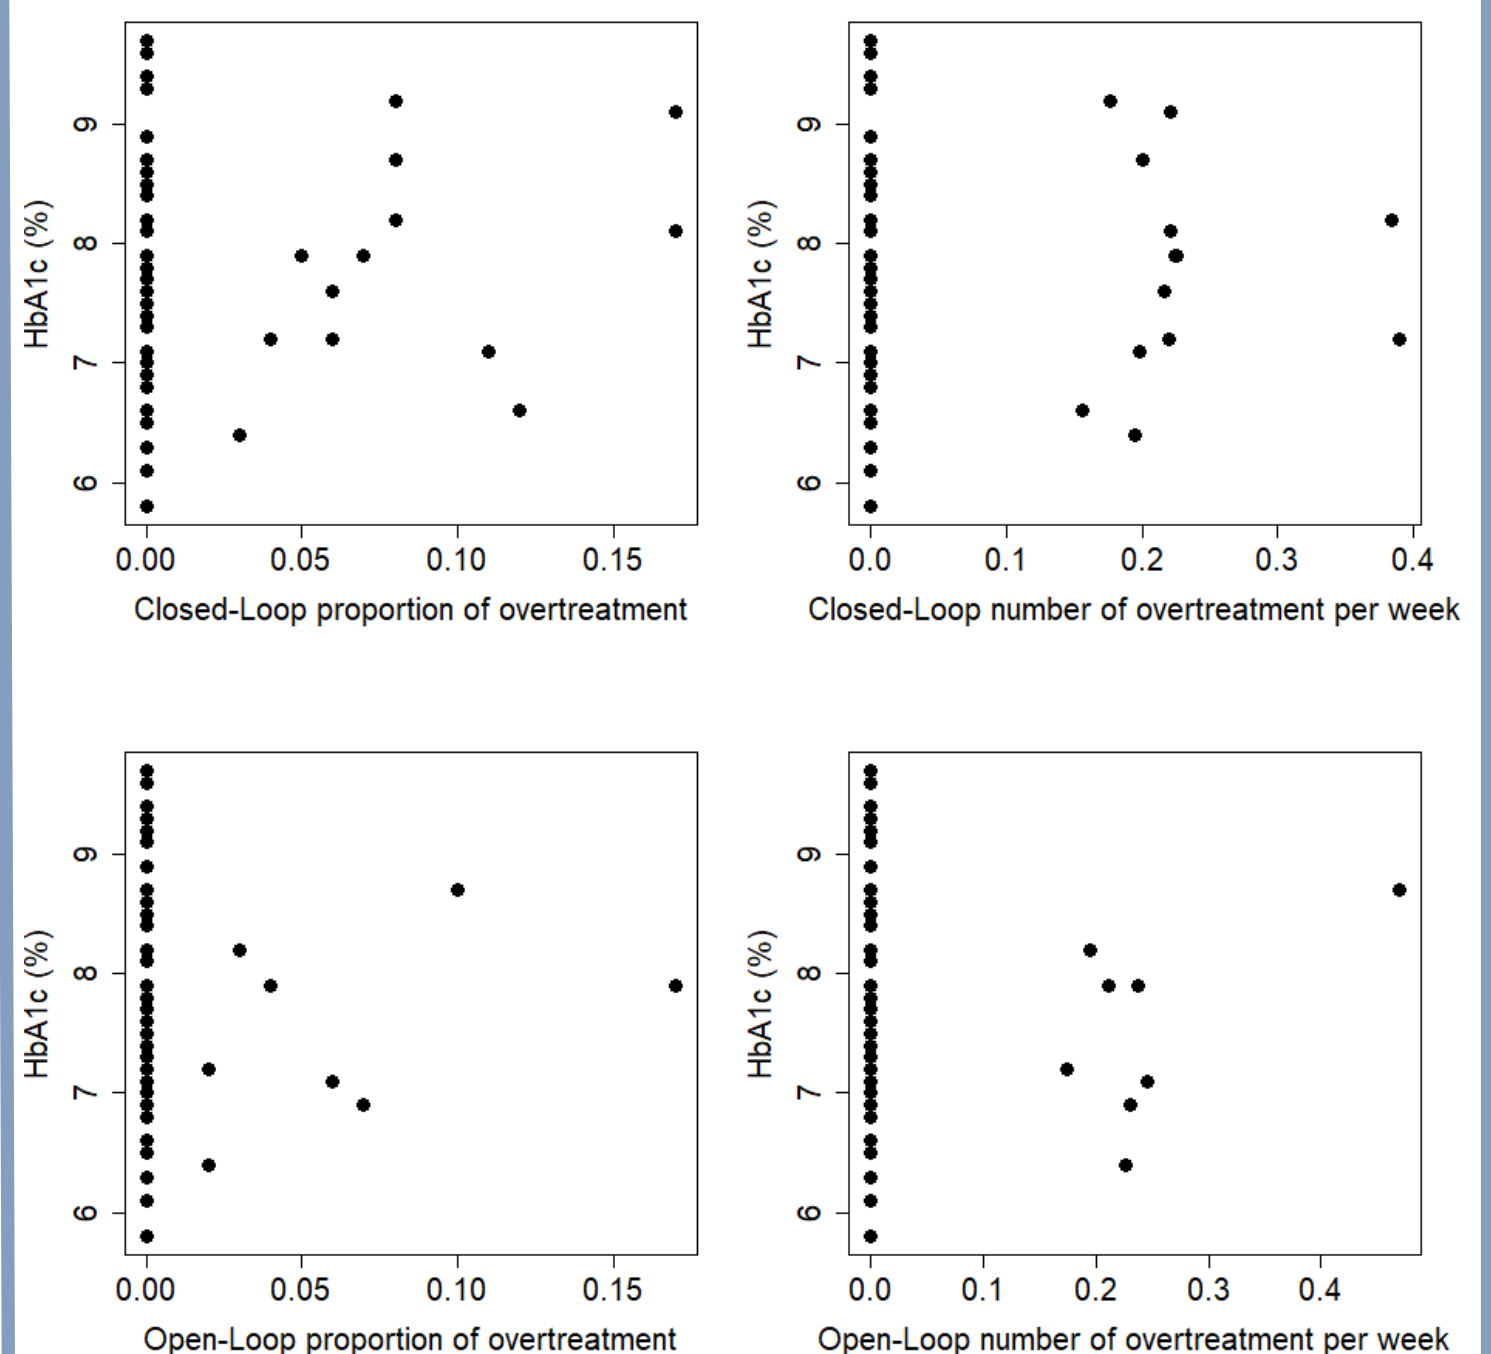 HbA1c (%)
9
8
7
6
0.00 0.05 0.10 0.15
Closed-Loop proportion of overtreatment
HbA1c (%)
9
8
7
6
0.0 0.1 0.2 0.3 0.4
Closed-Loop number of overtreatment per week
HbA1c (%)
9
8
7
6
0.00 0.05 0.10 0.15
Open-Loop proportion of overtreatment
HbA1c (%)
9
8
7
6
0.0 0.1 0.2 0.3 0.4
Open-Loop number of overtreatment per week